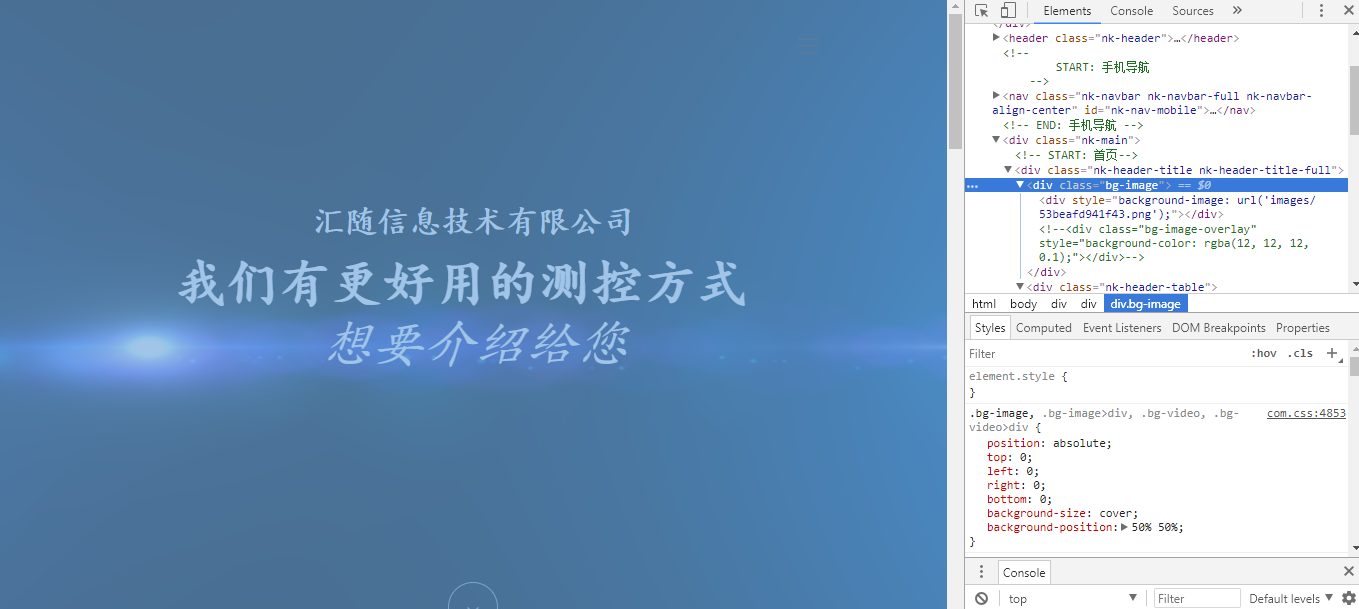 汇随信息技术有限公司
我们有更好用的测控方式
想要介绍给您
Elements Console Sources »
</div>
▶<header class="nk-header">…</header>
<!--
START: 手机导航
-->
▶<nav class="nk-navbar nk-navbar-full nk-navbar-
align-center" id="nk-nav-mobile">…</nav>
<!-- END: 手机导航 -->
▼<div class="nk-main">
<!-- START: 首页-->
▼<div class="nk-header-title nk-header-title-full">
… ▼<div class="bg-image"> == $0
<div style="background-image: url('images/
53beafd941f43.png');"></div>
<!--<div class="bg-image-overlay"
style="background-color: rgba(12, 12, 12,
0.1);"></div>-->
</div>
▼<div class="nk-header-table">
html body div div div.bg-image
Styles Computed Event Listeners DOM Breakpoints Properties
Filter :hov .cls +
element.style {
}
.bg-image, .bg-image>div, .bg-video, .bg- com.css:4853
video>div {
position: absolute;
top: 0;
left: 0;
right: 0;
bottom: 0;
background-size: cover;
background-position:▶50% 50%;
}
Console
top ▼ Filter Default levels ▼